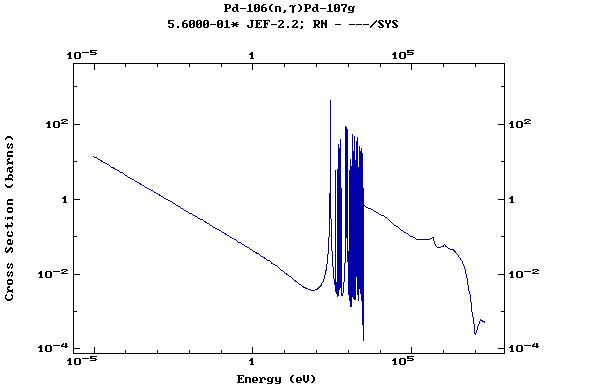 Pd-106(n,γ)Pd-107g
5.6000-01* JEF-2.2; RN - ---/SYS
10⁻⁵ 1 10⁵
10² 10²
1 1
10⁻² 10⁻²
10⁻⁴ 10⁻⁴
10⁻⁵ 1 10⁵
Cross Section (barns)
Energy (eV)